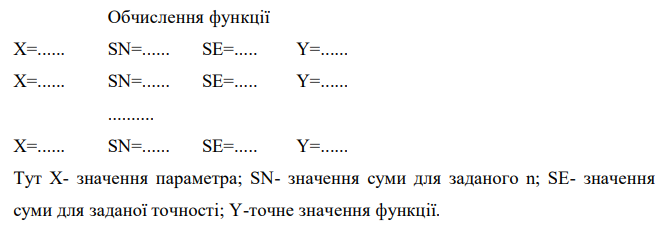 Обчислення функції
X=...... SN=...... SE=..... Y=......
X=...... SN=...... SE=..... Y=......
..........
X=...... SN=...... SE=..... Y=......
Тут X- значення параметра; SN- значення суми для заданого n; SE- значення
суми для заданої точності; Y-точне значення функції.